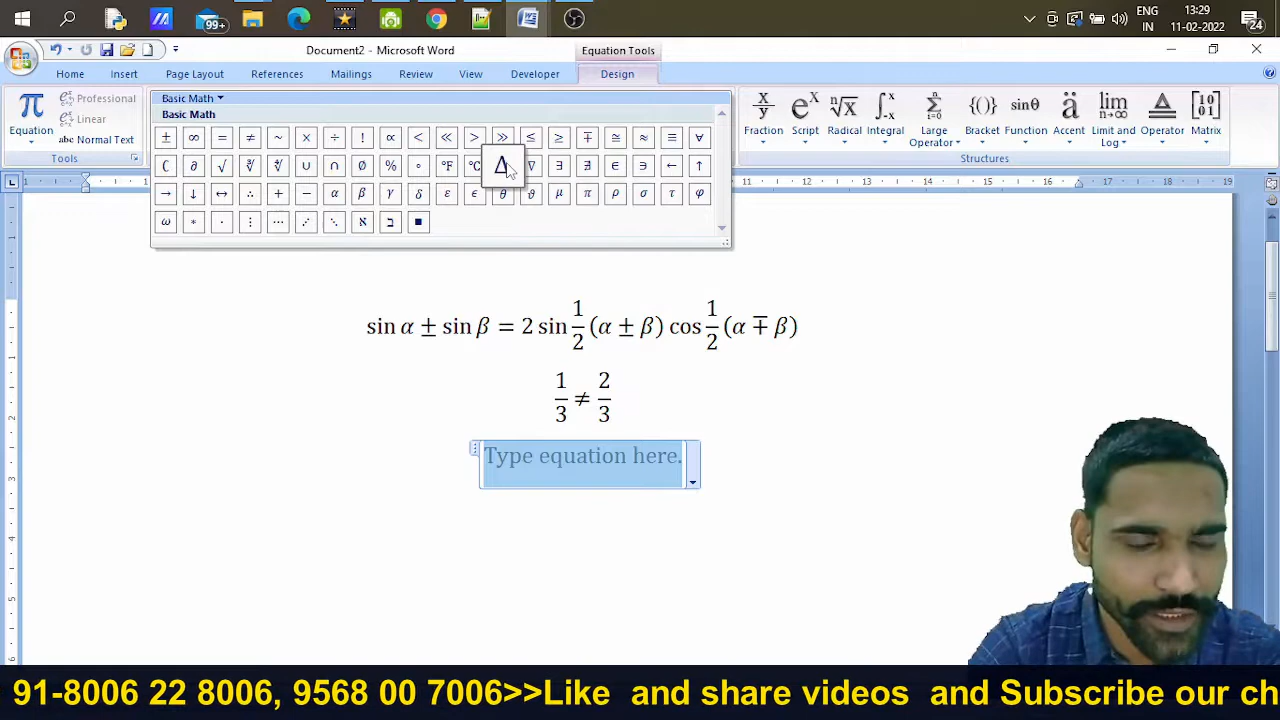 99+
ENG
IN
13:29
11-02-2022
24
Document2 - Microsoft Word
Equation Tools
Home Insert Page Layout References Mailings Review View Developer Design
π
Equation
Professional
Linear
abc Normal Text
Tools
Basic Math
Basic Math
± ∞ = ≠ ~ × ÷ ! ∝ < ≪ > ≫ ≤ ≥ ∓ ≅ ≈ ≡ ∀
∁ ∂ √ ∛ ∜ ∪ ∩ ∅ % ° °F °C ∆ ∇ ∃ ∄ ∈ ∋ ← ↑
→ ↓ ↔ ∴ + − α β γ δ ε ϵ θ ϑ μ π ρ σ τ φ
ω * · ⋮ ⋯ ⋰ ⋱ ℵ ℶ ■
Fraction Script Radical Integral Large Operator Bracket Function Accent Limit and Log Operator Matrix
Structures
sin α ± sin β = 2 sin 1/2 (α ± β) cos 1/2 (α ∓ β)
1/3 ≠ 2/3
Type equation here.
91-8006 22 8006, 9568 00 7006>>Like and share videos and Subscribe our ch